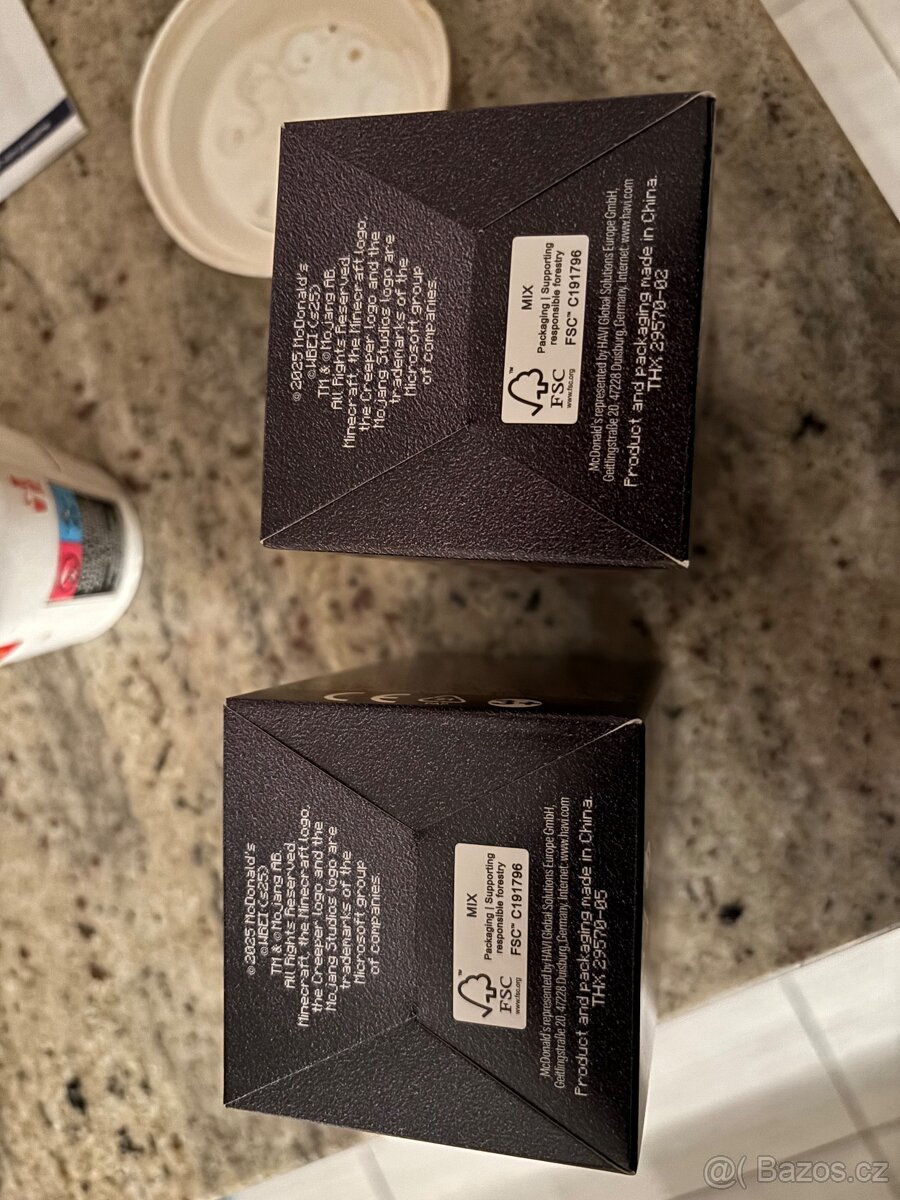 © 2025 McDonald's
©WBEI (s25)
TM & © Mojang AB.
All Rights Reserved.
Minecraft, the Minecraft logo,
the Creeper logo and the
Mojang Studios logo are
trademarks of the
Microsoft group
of companies.
FSC
www.fsc.org
MIX
Packaging | Supporting
responsible forestry
FSC™ C191796
McDonald's represented by HAVI Global Solutions Europe GmbH,
Geitlingstraße 20, 47228 Duisburg, Germany, Internet: www.havi.com
Product and packaging made in China.
THX 29570-02
© 2025 McDonald's
©WBEI (s25)
TM & © Mojang AB.
All Rights Reserved.
Minecraft, the Minecraft logo,
the Creeper logo and the
Mojang Studios logo are
trademarks of the
Microsoft group
of companies.
FSC
www.fsc.org
MIX
Packaging | Supporting
responsible forestry
FSC™ C191796
McDonald's represented by HAVI Global Solutions Europe GmbH,
Geitlingstraße 20, 47228 Duisburg, Germany, Internet: www.havi.com
Product and packaging made in China.
THX 29570-05
CE
@( Bazos.cz